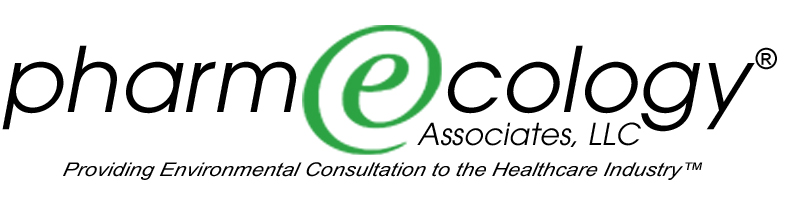 pharmecology®
Associates, LLC
Providing Environmental Consultation to the Healthcare Industry™